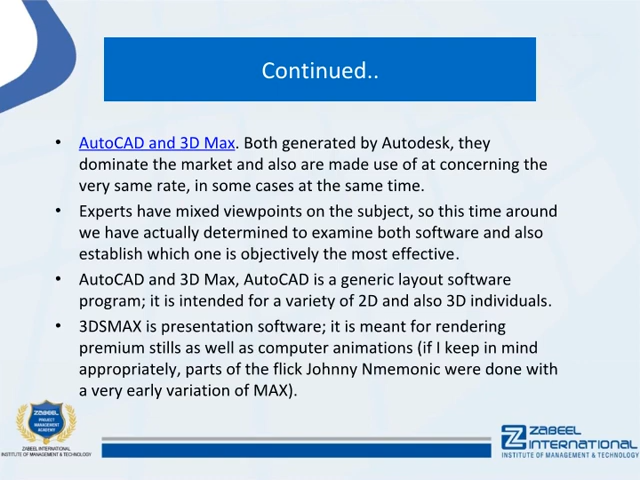 Continued..
• AutoCAD and 3D Max. Both generated by Autodesk, they
dominate the market and also are made use of at concerning the
very same rate, in some cases at the same time.
• Experts have mixed viewpoints on the subject, so this time around
we have actually determined to examine both software and also
establish which one is objectively the most effective.
• AutoCAD and 3D Max, AutoCAD is a generic layout software
program; it is intended for a variety of 2D and also 3D individuals.
• 3DSMAX is presentation software; it is meant for rendering
premium stills as well as computer animations (if I keep in mind
appropriately, parts of the flick Johnny Nmemonic were done with
a very early variation of MAX).
ZABEEL
PROJECT
MANAGEMENT
ACADEMY
ZABEEL INTERNATIONAL
INSTITUTE OF MANAGEMENT & TECHNOLOGY
ZABEEL
INTERNATIONAL
INSTITUTE OF MANAGEMENT & TECHNOLOGY